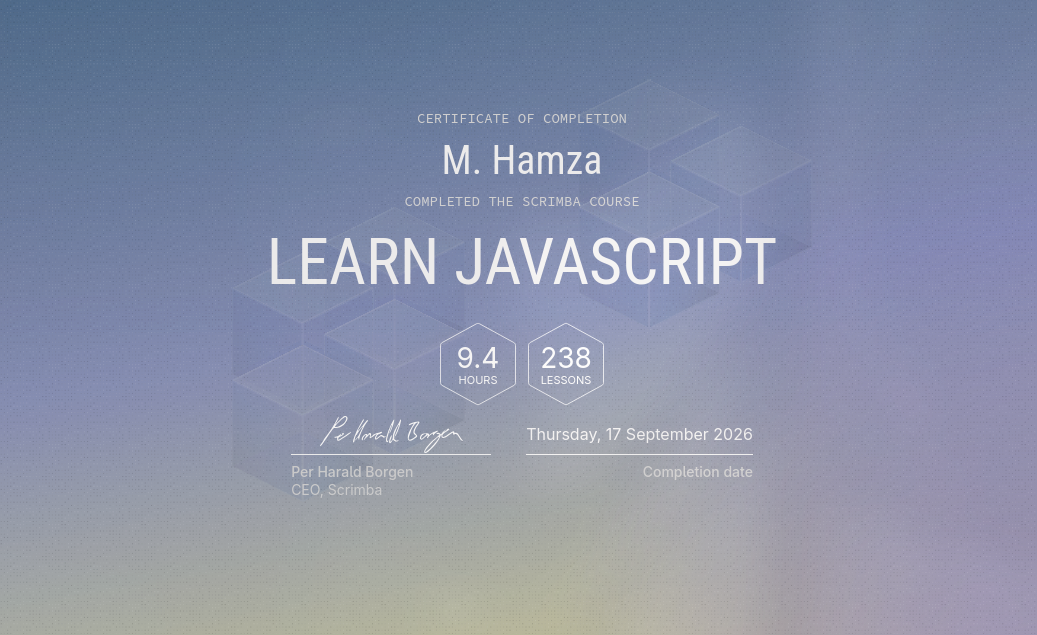 CERTIFICATE OF COMPLETION
M. Hamza
COMPLETED THE SCRIMBA COURSE
LEARN JAVASCRIPT
9.4 238
HOURS LESSONS
Per Harald Borgen Thursday, 17 September 2026
Per Harald Borgen Completion date
CEO, Scrimba